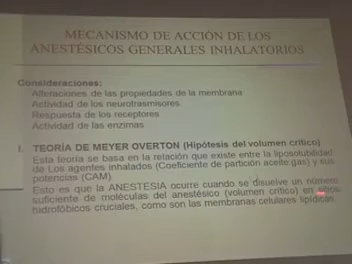 MECANISMO DE ACCIÓN DE LOS
ANESTÉSICOS GENERALES INHALATORIOS
Consideraciones:
Alteraciones de las propiedades de la membrana
Actividad de los neurotrasmisores
Respuesta de los receptores
Actividad de las enzimas
I. TEORÍA DE MEYER OVERTON (Hipótesis del volumen crítico)
Esta teoría se basa en la relación que existe entre la liposolubilidad
de Los agentes inhalados (Coeficiente de partición aceite gas) y sus
potencias (CAM)
Esto es que la ANESTESIA ocurre cuando se disuelve un número
suficiente de moléculas del anestésico (volumen crítico) en sitios
hidrofóbicos cruciales, como son las membranas celulares lipídicas